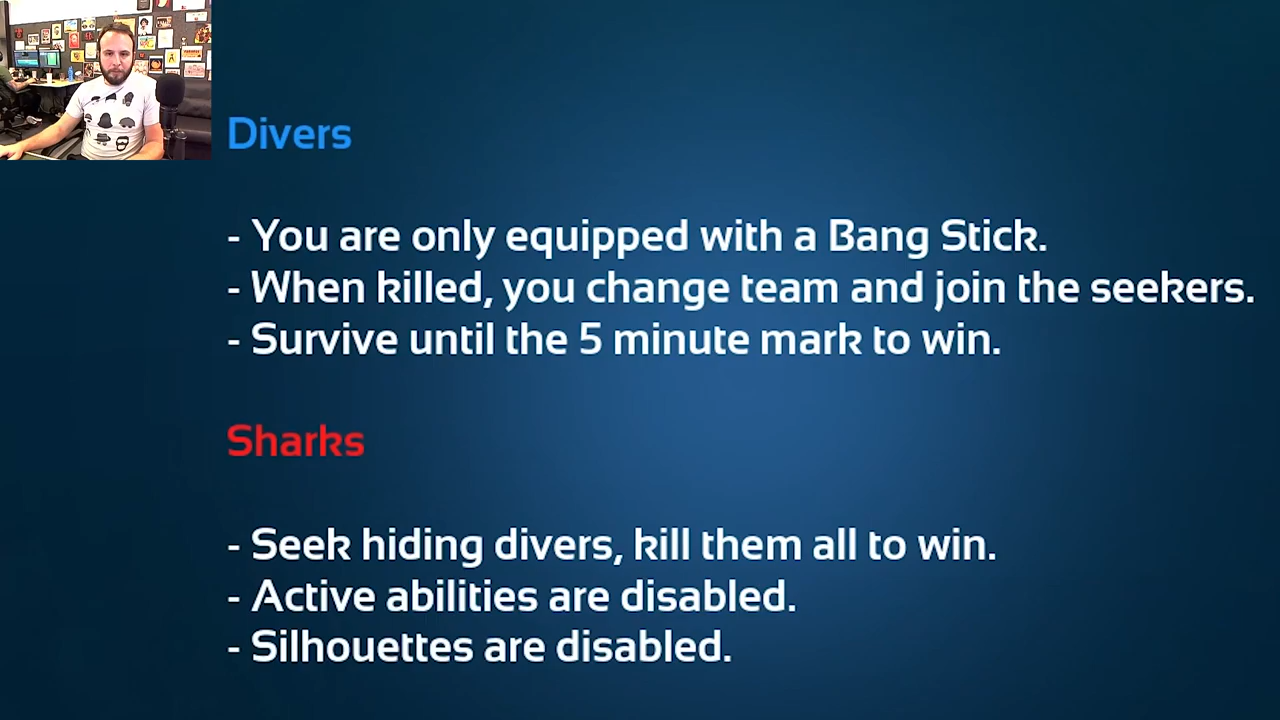 Divers
- You are only equipped with a Bang Stick.
- When killed, you change team and join the seekers.
- Survive until the 5 minute mark to win.
Sharks
- Seek hiding divers, kill them all to win.
- Active abilities are disabled.
- Silhouettes are disabled.